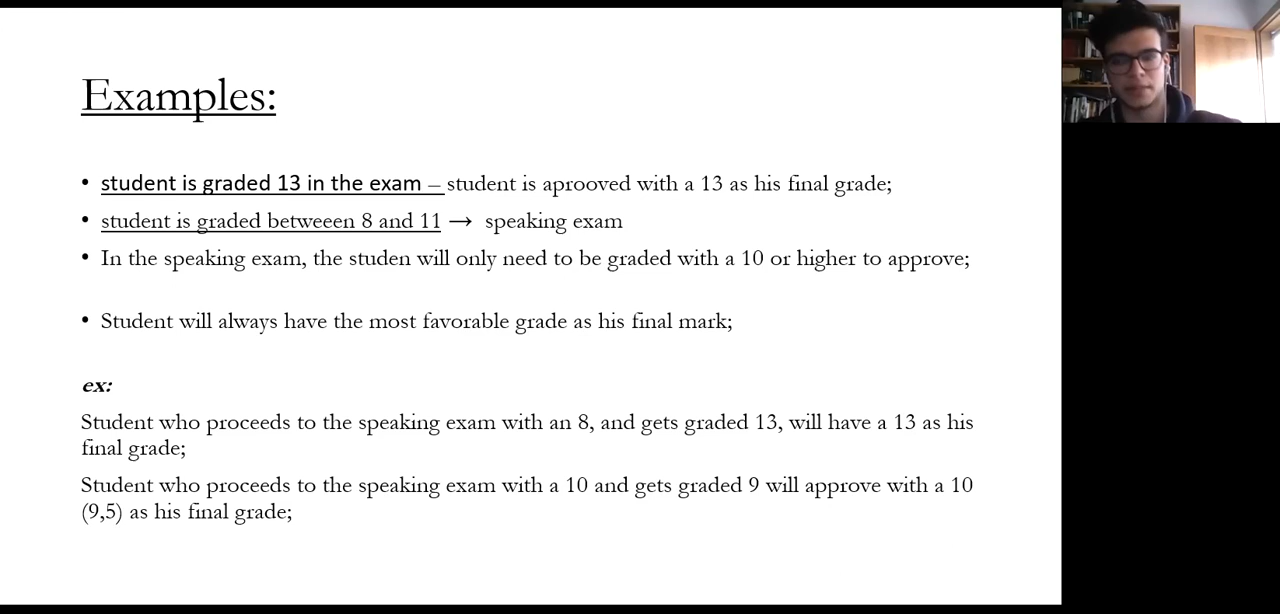 Examples:
• student is graded 13 in the exam – student is aprooved with a 13 as his final grade;
• student is graded betweeen 8 and 11 → speaking exam
• In the speaking exam, the studen will only need to be graded with a 10 or higher to approve;
• Student will always have the most favorable grade as his final mark;
ex:
Student who proceeds to the speaking exam with an 8, and gets graded 13, will have a 13 as his
final grade;
Student who proceeds to the speaking exam with a 10 and gets graded 9 will approve with a 10
(9,5) as his final grade;